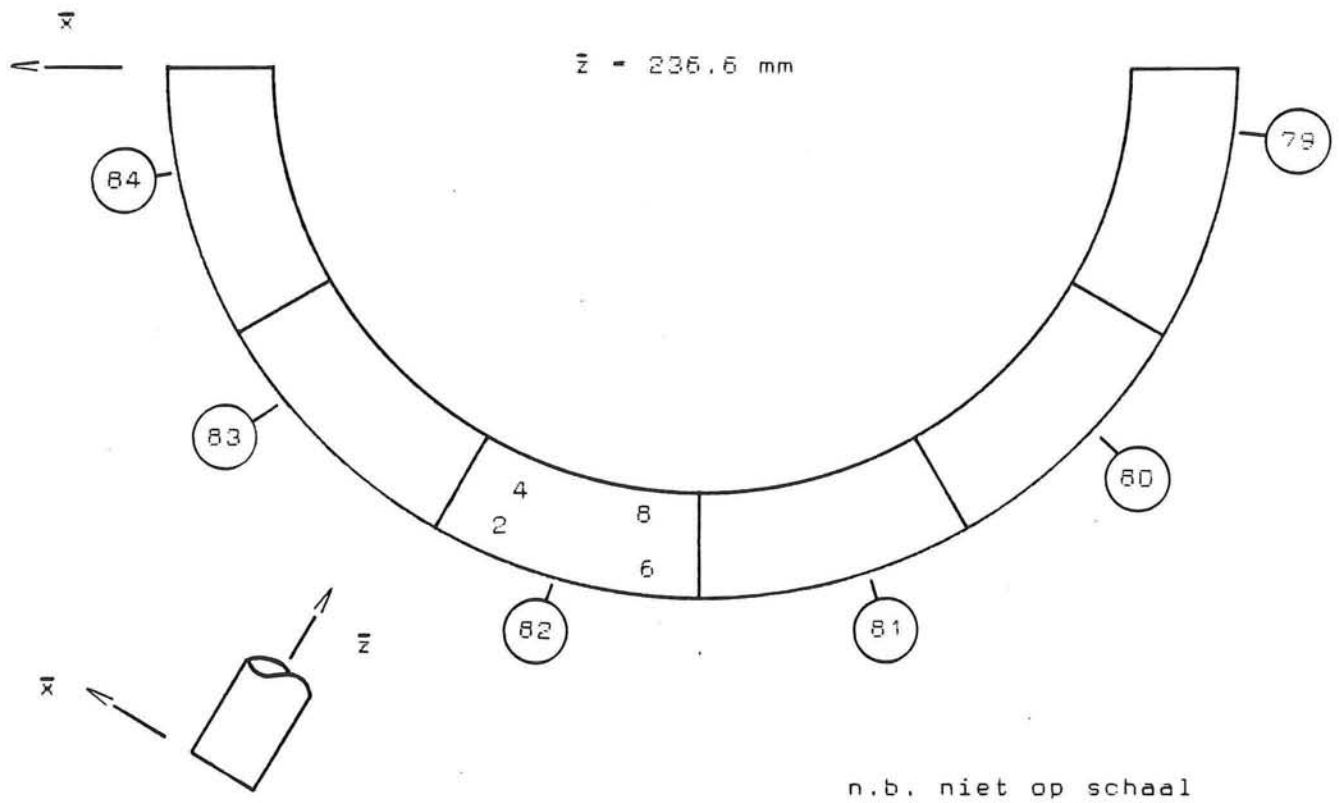 x̄
z̄ = 236.6 mm
79
84
83
80
4
8
2
6
82
81
z̄
x̄
n.b. niet op schaal